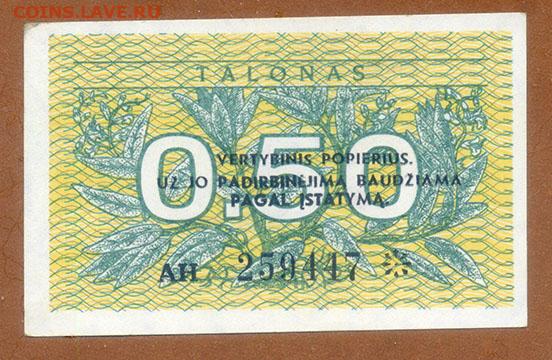 COINS.LAVE.RU
TALONAS
0.50
VERTYBINIS POPIERIUS.
UŽ JO PADIRBINĖJIMĄ BAUDŽIAMA
PAGAL ĮSTATYMĄ.
AH 259447